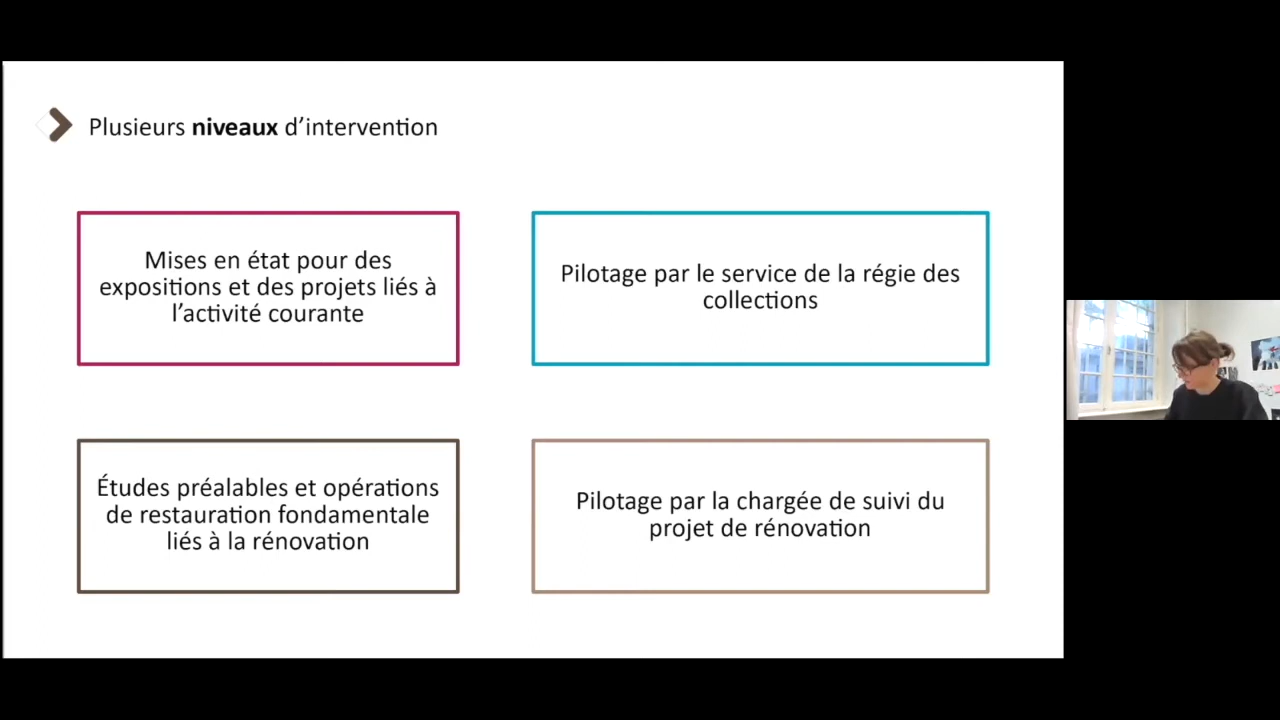 Plusieurs niveaux d’intervention
Mises en état pour des
expositions et des projets liés à
l’activité courante
Pilotage par le service de la régie des
collections
Études préalables et opérations
de restauration fondamentale
liés à la rénovation
Pilotage par la chargée de suivi du
projet de rénovation